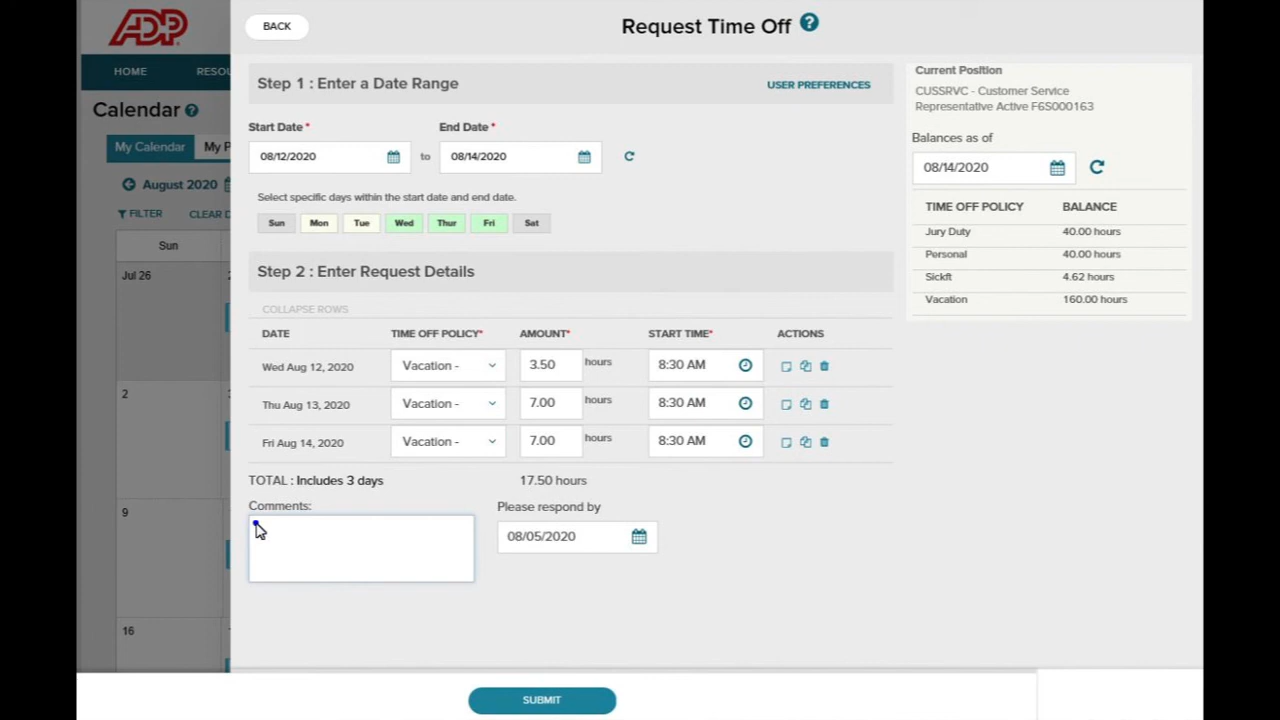 ADP
HOME RESOU
Calendar ?
My Calendar My P
August 2020
FILTER CLEAR D
Sun
Jul 26
2
9
16
BACK
Request Time Off ?
Step 1 : Enter a Date Range USER PREFERENCES
Start Date * End Date *
08/12/2020 to 08/14/2020
Select specific days within the start date and end date.
Sun Mon Tue Wed Thur Fri Sat
Step 2 : Enter Request Details
COLLAPSE ROWS
DATE TIME OFF POLICY* AMOUNT* START TIME* ACTIONS
Wed Aug 12, 2020 Vacation - 3.50 hours 8:30 AM
Thu Aug 13, 2020 Vacation - 7.00 hours 8:30 AM
Fri Aug 14, 2020 Vacation - 7.00 hours 8:30 AM
TOTAL : Includes 3 days 17.50 hours
Comments: Please respond by
08/05/2020
SUBMIT
Current Position
CUSSRVC - Customer Service
Representative Active F6S000163
Balances as of
08/14/2020
TIME OFF POLICY BALANCE
Jury Duty 40.00 hours
Personal 40.00 hours
Sickft 4.62 hours
Vacation 160.00 hours